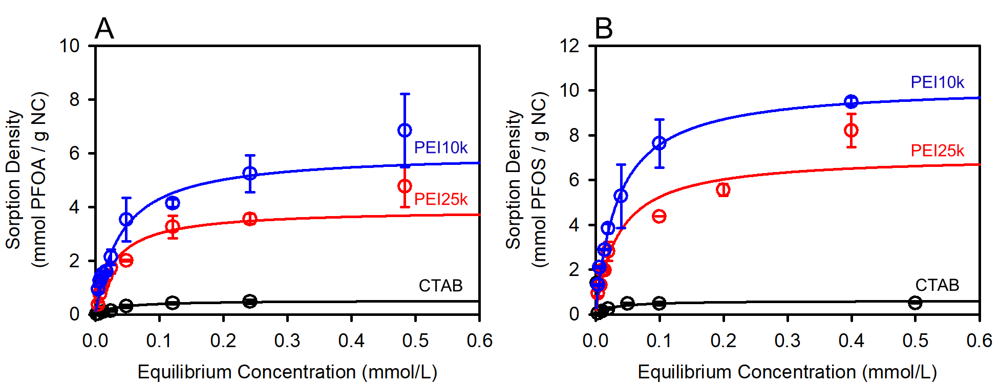 A
10
8
6
4
2
0
Sorption Density
(mmol PFOA / g NC)
PEI10k
PEI25k
CTAB
0.0 0.1 0.2 0.3 0.4 0.5 0.6
Equilibrium Concentration (mmol/L)
B
12
10
8
6
4
2
0
Sorption Density
(mmol PFOS / g NC)
PEI10k
PEI25k
CTAB
0.0 0.1 0.2 0.3 0.4 0.5 0.6
Equilibrium Concentration (mmol/L)